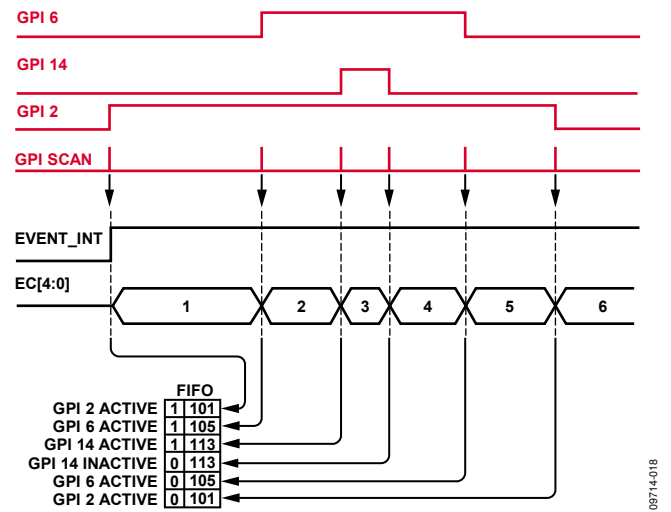 GPI 6
GPI 14
GPI 2
GPI SCAN
EVENT_INT
EC[4:0]
1 2 3 4 5 6
FIFO
GPI 2 ACTIVE 1 101
GPI 6 ACTIVE 1 105
GPI 14 ACTIVE 1 113
GPI 14 INACTIVE 0 113
GPI 6 ACTIVE 0 105
GPI 2 ACTIVE 0 101
09714-018